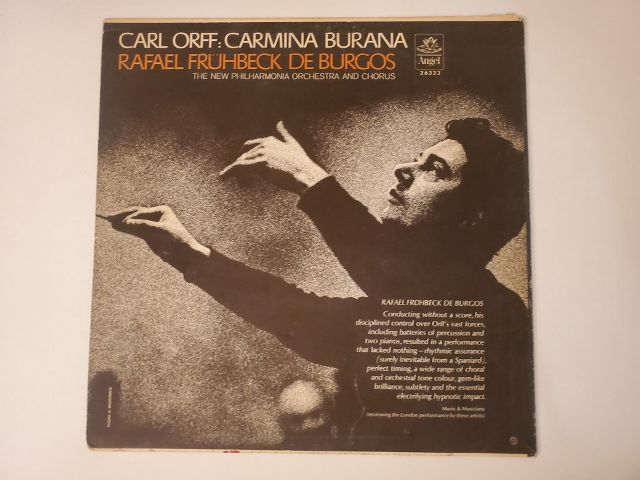 CARL ORFF: CARMINA BURANA
RAFAEL FRÜHBECK DE BURGOS
THE NEW PHILHARMONIA ORCHESTRA AND CHORUS
Angel
36333
RAFAEL FRÜHBECK DE BURGOS
Conducting without a score, his
disciplined control over Orff's vast forces,
including batteries of percussion and
two pianos, resulted in a performance
that lacked nothing – rhythmic assurance
(surely inevitable from a Spaniard),
perfect timing, a wide range of choral
and orchestral tone colour, gem-like
brilliance, subtlety and the essential
electrifying hypnotic impact.
Music & Musicians
(reviewing the London performance by these artists)